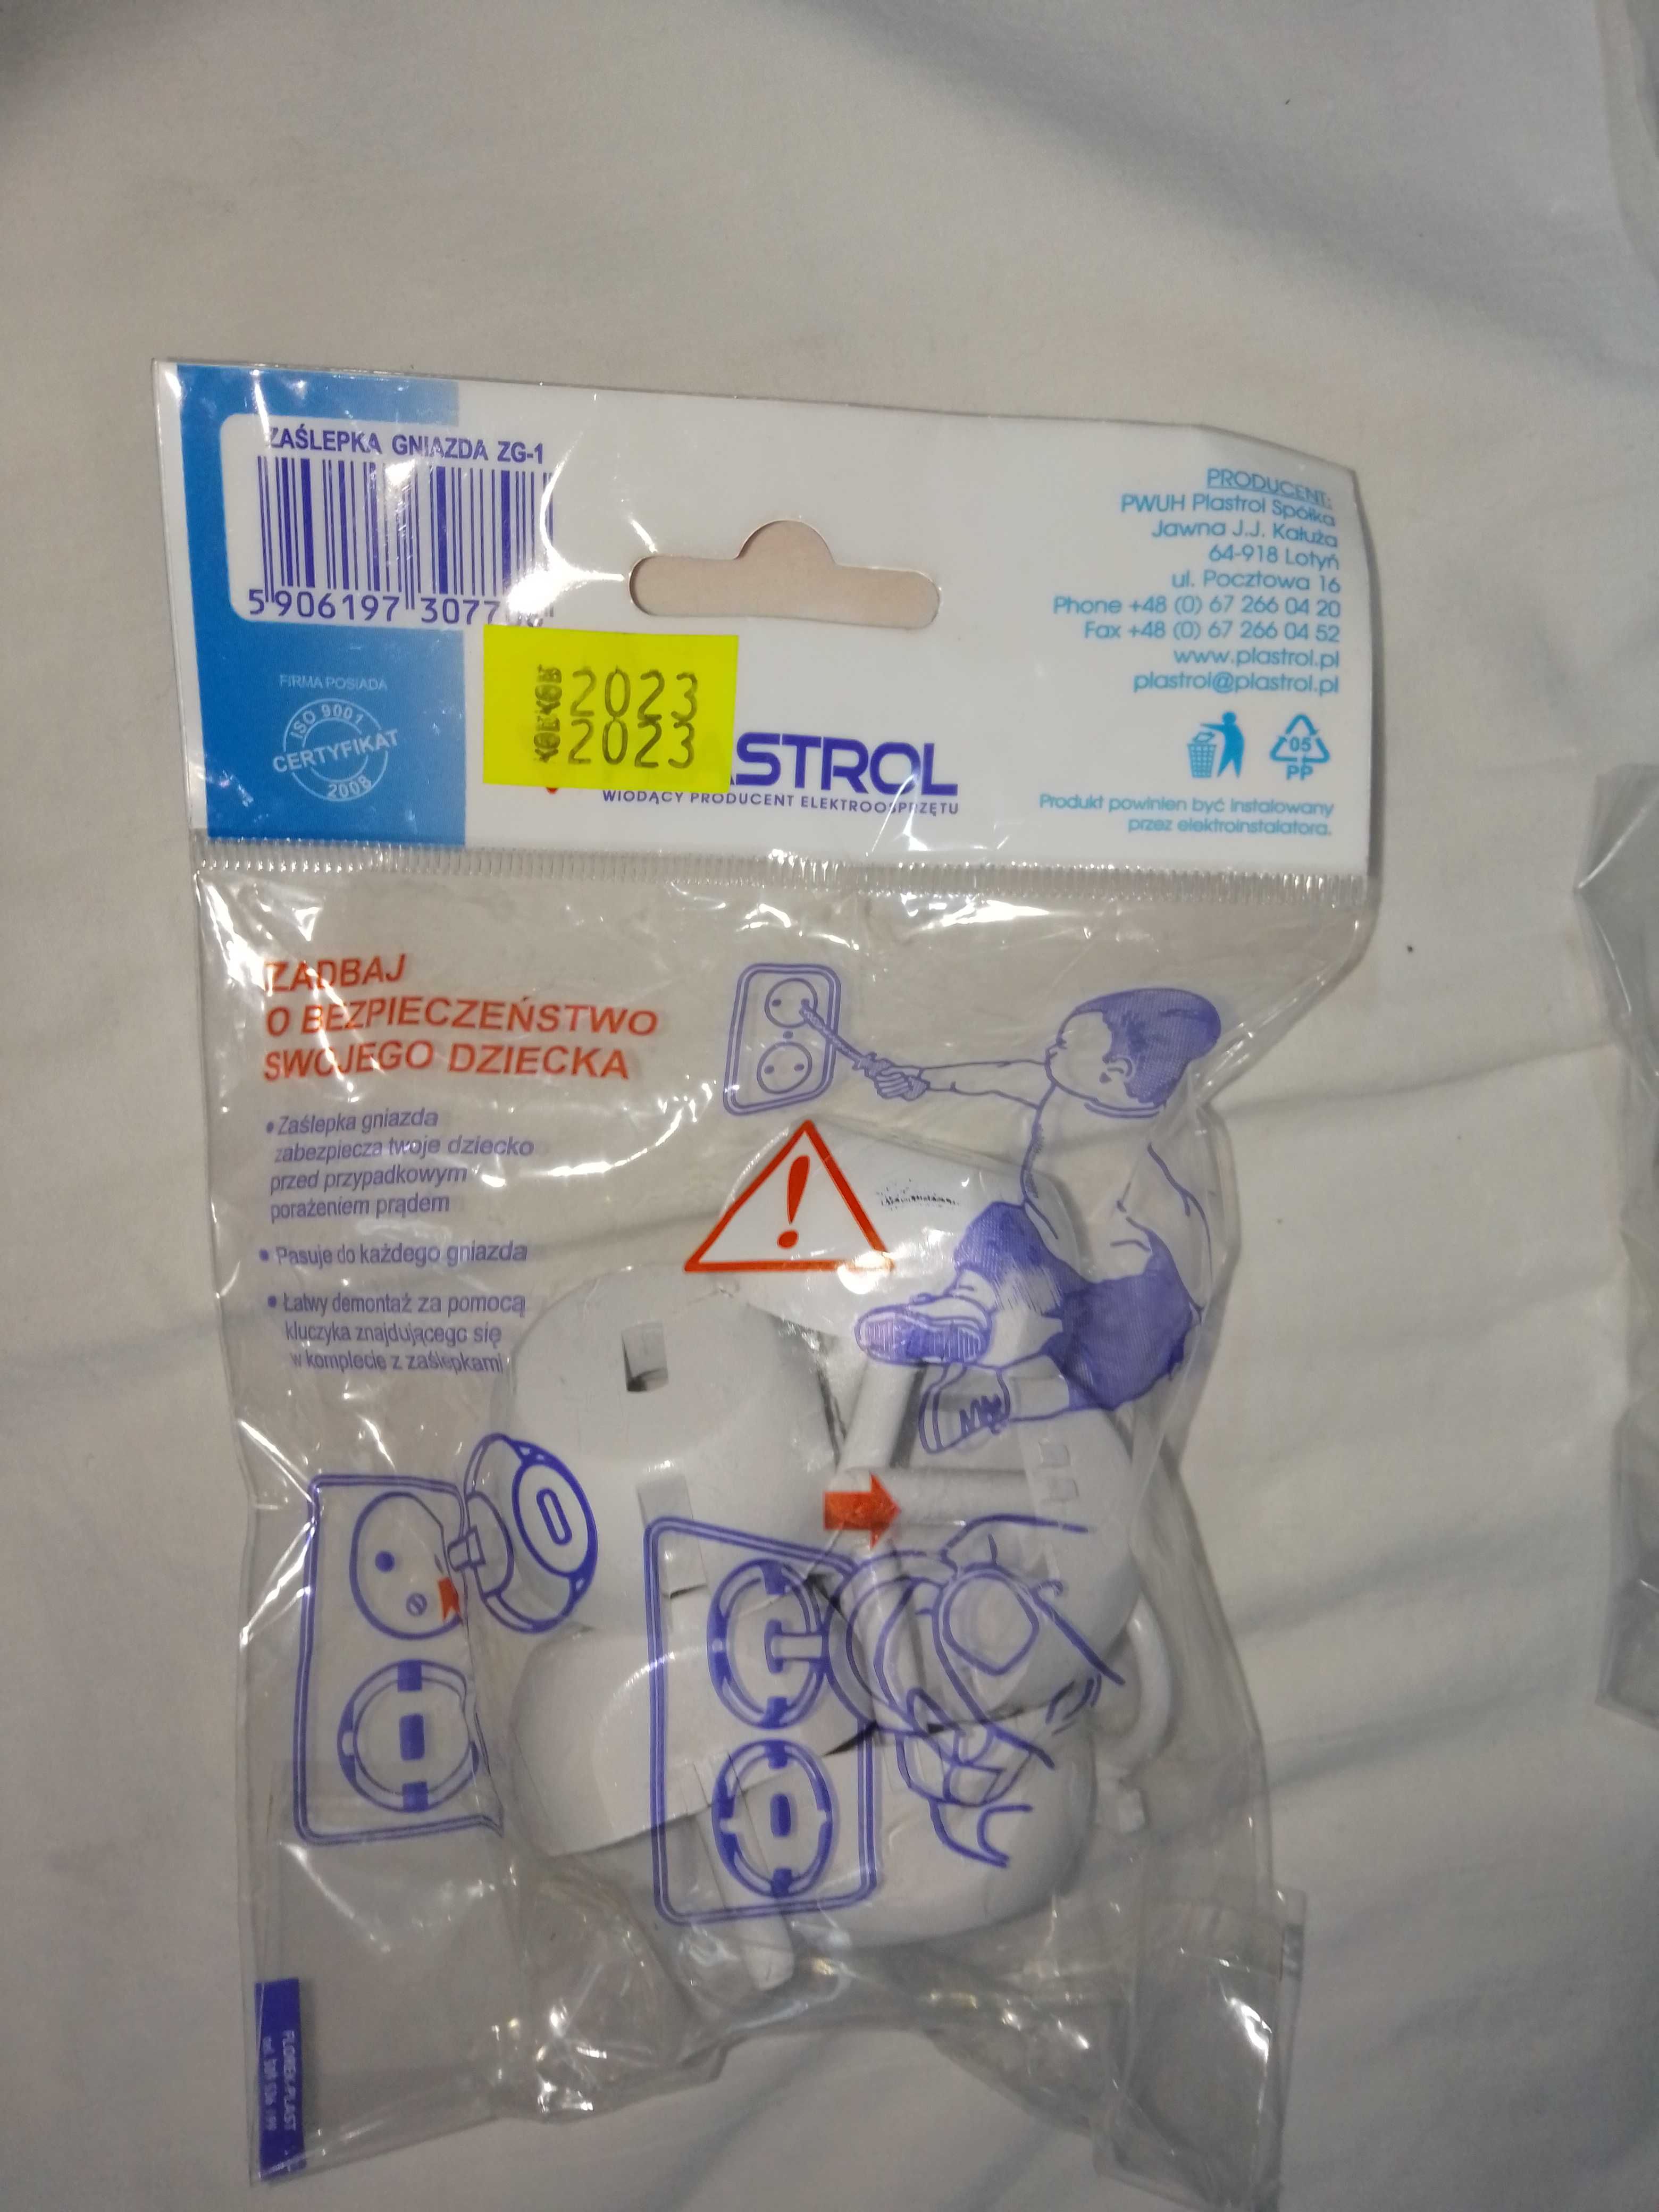 ZAŚLEPKA GNIAZDA ZG-1
5 906197 3077
FIRMA POSIADA
ISO 9001
CERTYFIKAT
2008
2023
2023
ASTROL
WIODĄCY PRODUCENT ELEKTROOSPRZĘTU
PRODUCENT:
PWUH Plastrol Spółka
Jawna J.J. Kałuża
64-918 Lotyń
ul. Pocztowa 16
Phone +48 (0) 67 266 04 20
Fax +48 (0) 67 266 04 52
www.plastrol.pl
plastrol@plastrol.pl
05
PP
Produkt powinien być instalowany
przez elektroinstalatora.
ZADBAJ
O BEZPIECZEŃSTWO
SWOJEGO DZIECKA
• Zaślepka gniazda
zabezpiecza twoje dziecko
przed przypadkowym
porażeniem prądem
• Pasuje do każdego gniazda
• Łatwy demontaż za pomocą
kluczyka znajdującego się
w komplecie z zaślepkami
!
FLOREK-PLAST